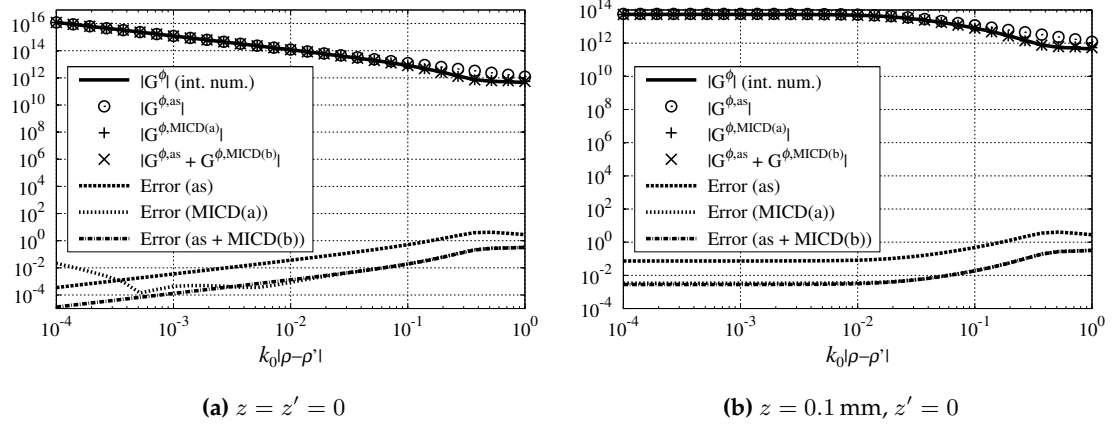 10^16
10^14
10^12
10^10
10^8
10^6
10^4
10^2
10^0
10^-2
10^-4
|G^ϕ| (int. num.)
|G^ϕ,as|
|G^ϕ,MICD(a)|
|G^ϕ,as + G^ϕ,MICD(b)|
Error (as)
Error (MICD(a))
Error (as + MICD(b))
10^-4 10^-3 10^-2 10^-1 10^0
k_0|ρ–ρ’|
(a) z = z′ = 0
10^14
10^12
10^10
10^8
10^6
10^4
10^2
10^0
10^-2
10^-4
|G^ϕ| (int. num.)
|G^ϕ,as|
|G^ϕ,MICD(a)|
|G^ϕ,as + G^ϕ,MICD(b)|
Error (as)
Error (MICD(a))
Error (as + MICD(b))
10^-4 10^-3 10^-2 10^-1 10^0
k_0|ρ–ρ’|
(b) z = 0.1 mm, z′ = 0